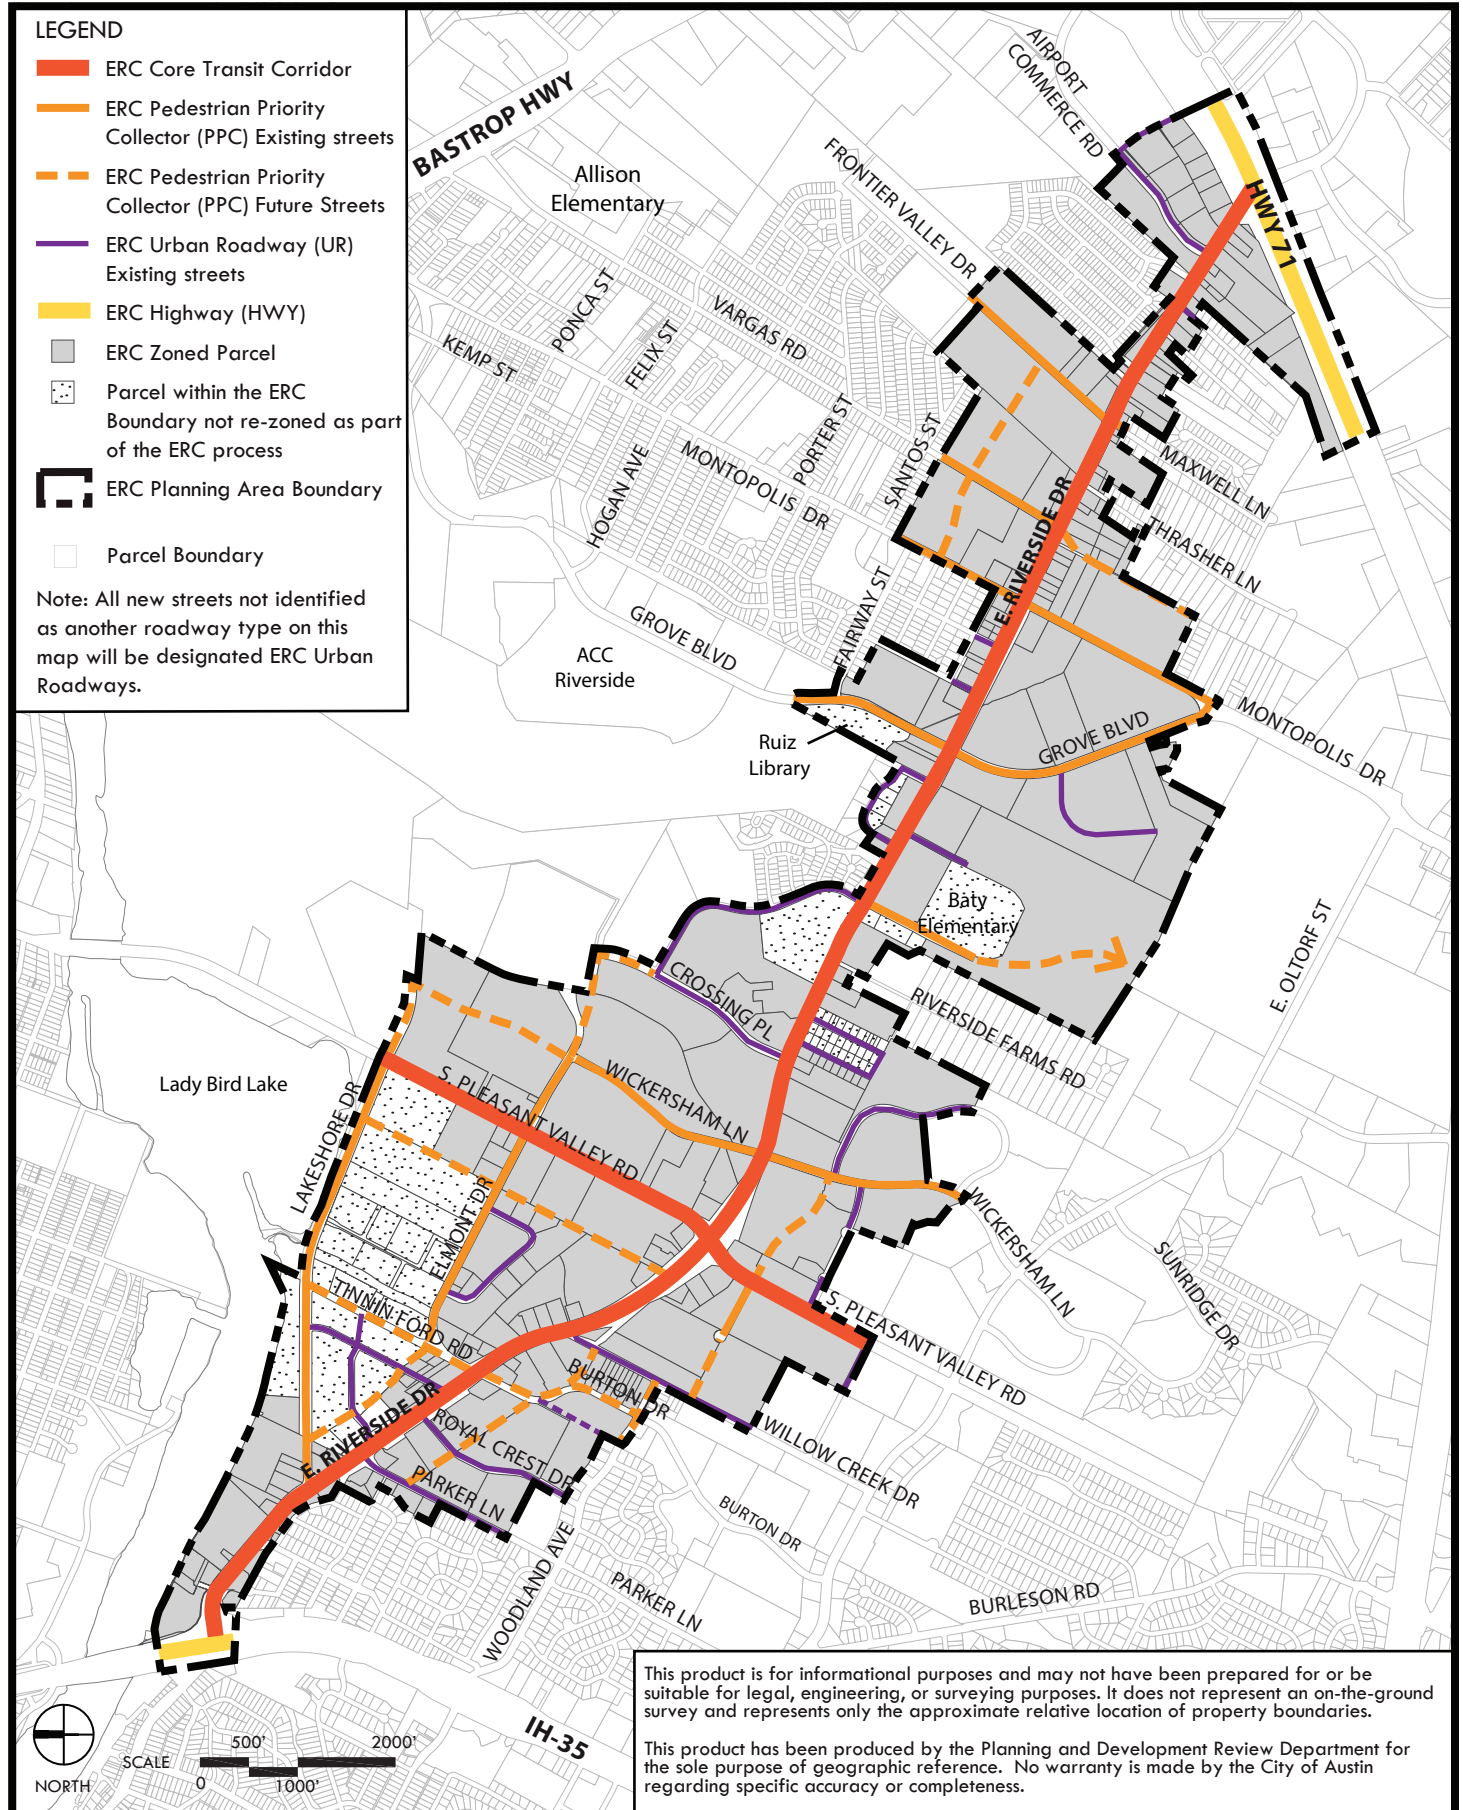 LEGEND
ERC Core Transit Corridor
ERC Pedestrian Priority
Collector (PPC) Existing streets
ERC Pedestrian Priority
Collector (PPC) Future Streets
ERC Urban Roadway (UR)
Existing streets
ERC Highway (HWY)
ERC Zoned Parcel
Parcel within the ERC
Boundary not re-zoned as part
of the ERC process
ERC Planning Area Boundary
Parcel Boundary
Note: All new streets not identified
as another roadway type on this
map will be designated ERC Urban
Roadways.
BASTROP HWY
AIRPORT
COMMERCE RD
Allison
Elementary
FRONTIER VALLEY DR
HWY 71
PONCA ST
VARGAS RD
KEMP ST
FELIX ST
PORTER ST
SANTOS ST
MONTOPOLIS DR
HOGAN AVE
MAXWELL LN
THRASHER LN
E. RIVERSIDE DR
FAIRWAY ST
GROVE BLVD
ACC
Riverside
Ruiz
Library
GROVE BLVD
MONTOPOLIS DR
Baty
Elementary
E. OLTORF ST
CROSSING PL
RIVERSIDE FARMS RD
Lady Bird Lake
LAKESHORE DR
S. PLEASANT VALLEY RD
WICKERSHAM LN
ELMONT DR
WICKERSHAM LN
SUNRIDGE DR
TINNIN FORD RD
S. PLEASANT VALLEY RD
BURTON DR
E. RIVERSIDE DR
ROYAL CREST DR
WILLOW CREEK DR
PARKER LN
BURTON DR
WOODLAND AVE
PARKER LN
BURLESON RD
IH-35
NORTH
SCALE
500'
2000'
0
1000'
This product is for informational purposes and may not have been prepared for or be
suitable for legal, engineering, or surveying purposes. It does not represent an on-the-ground
survey and represents only the approximate relative location of property boundaries.
This product has been produced by the Planning and Development Review Department for
the sole purpose of geographic reference. No warranty is made by the City of Austin
regarding specific accuracy or completeness.